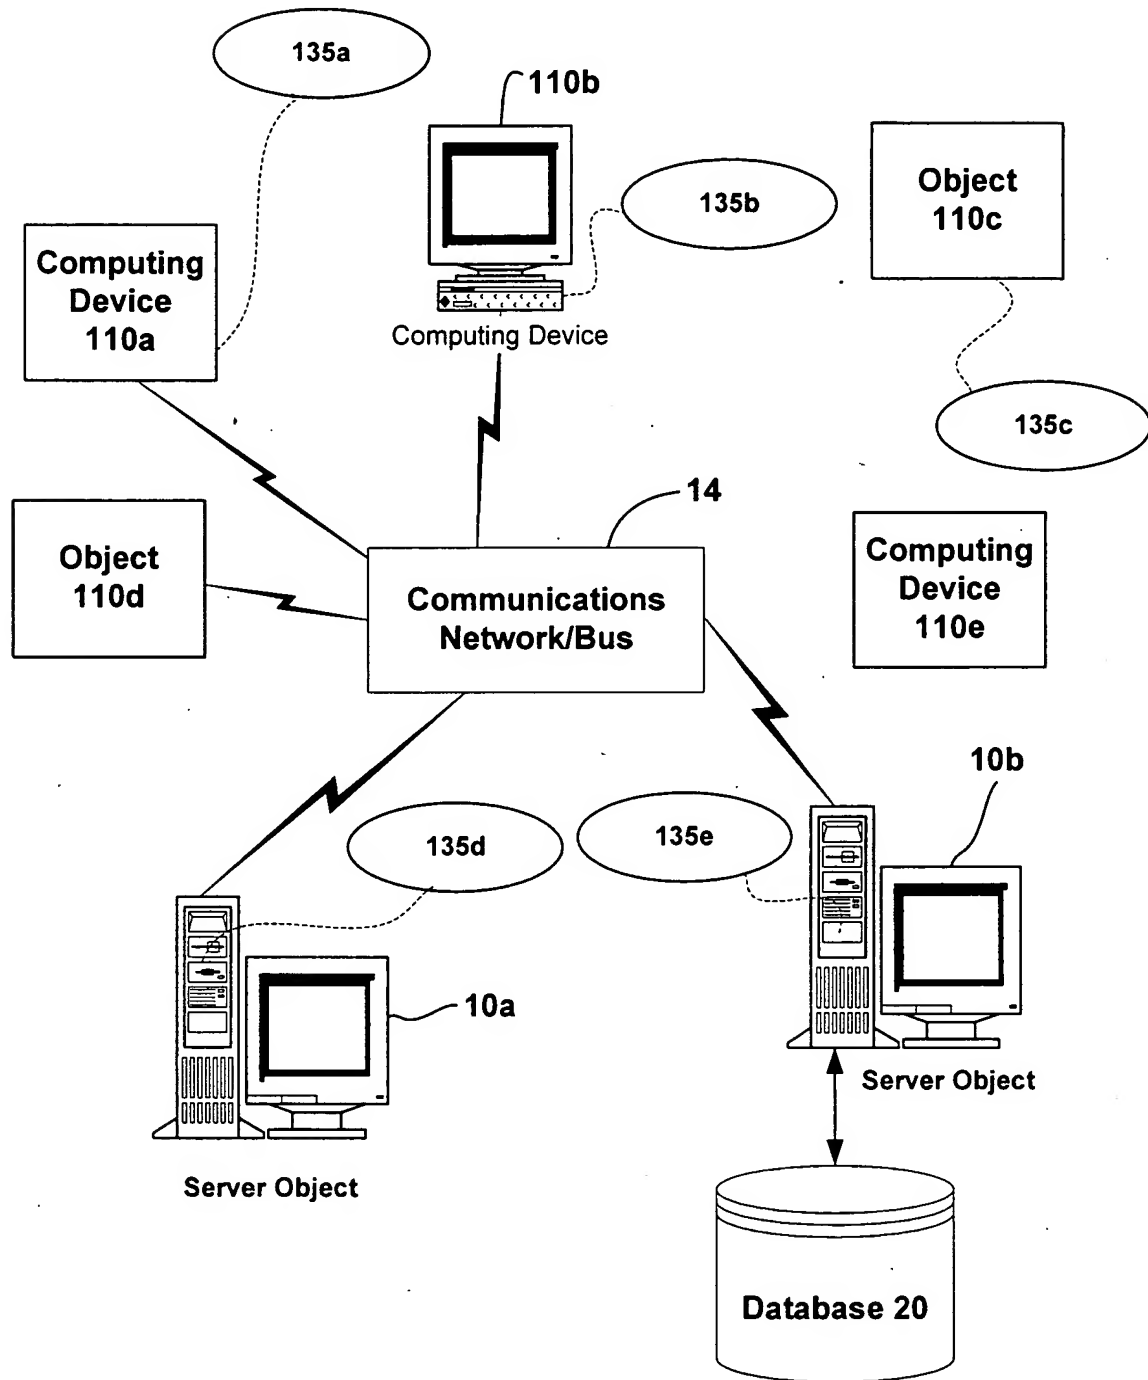 135a
110b
135b
Object
110c
Computing
Device
110a
Computing Device
135c
14
Object
110d
Communications
Network/Bus
Computing
Device
110e
10b
135d
135e
10a
Server Object
Server Object
Database 20